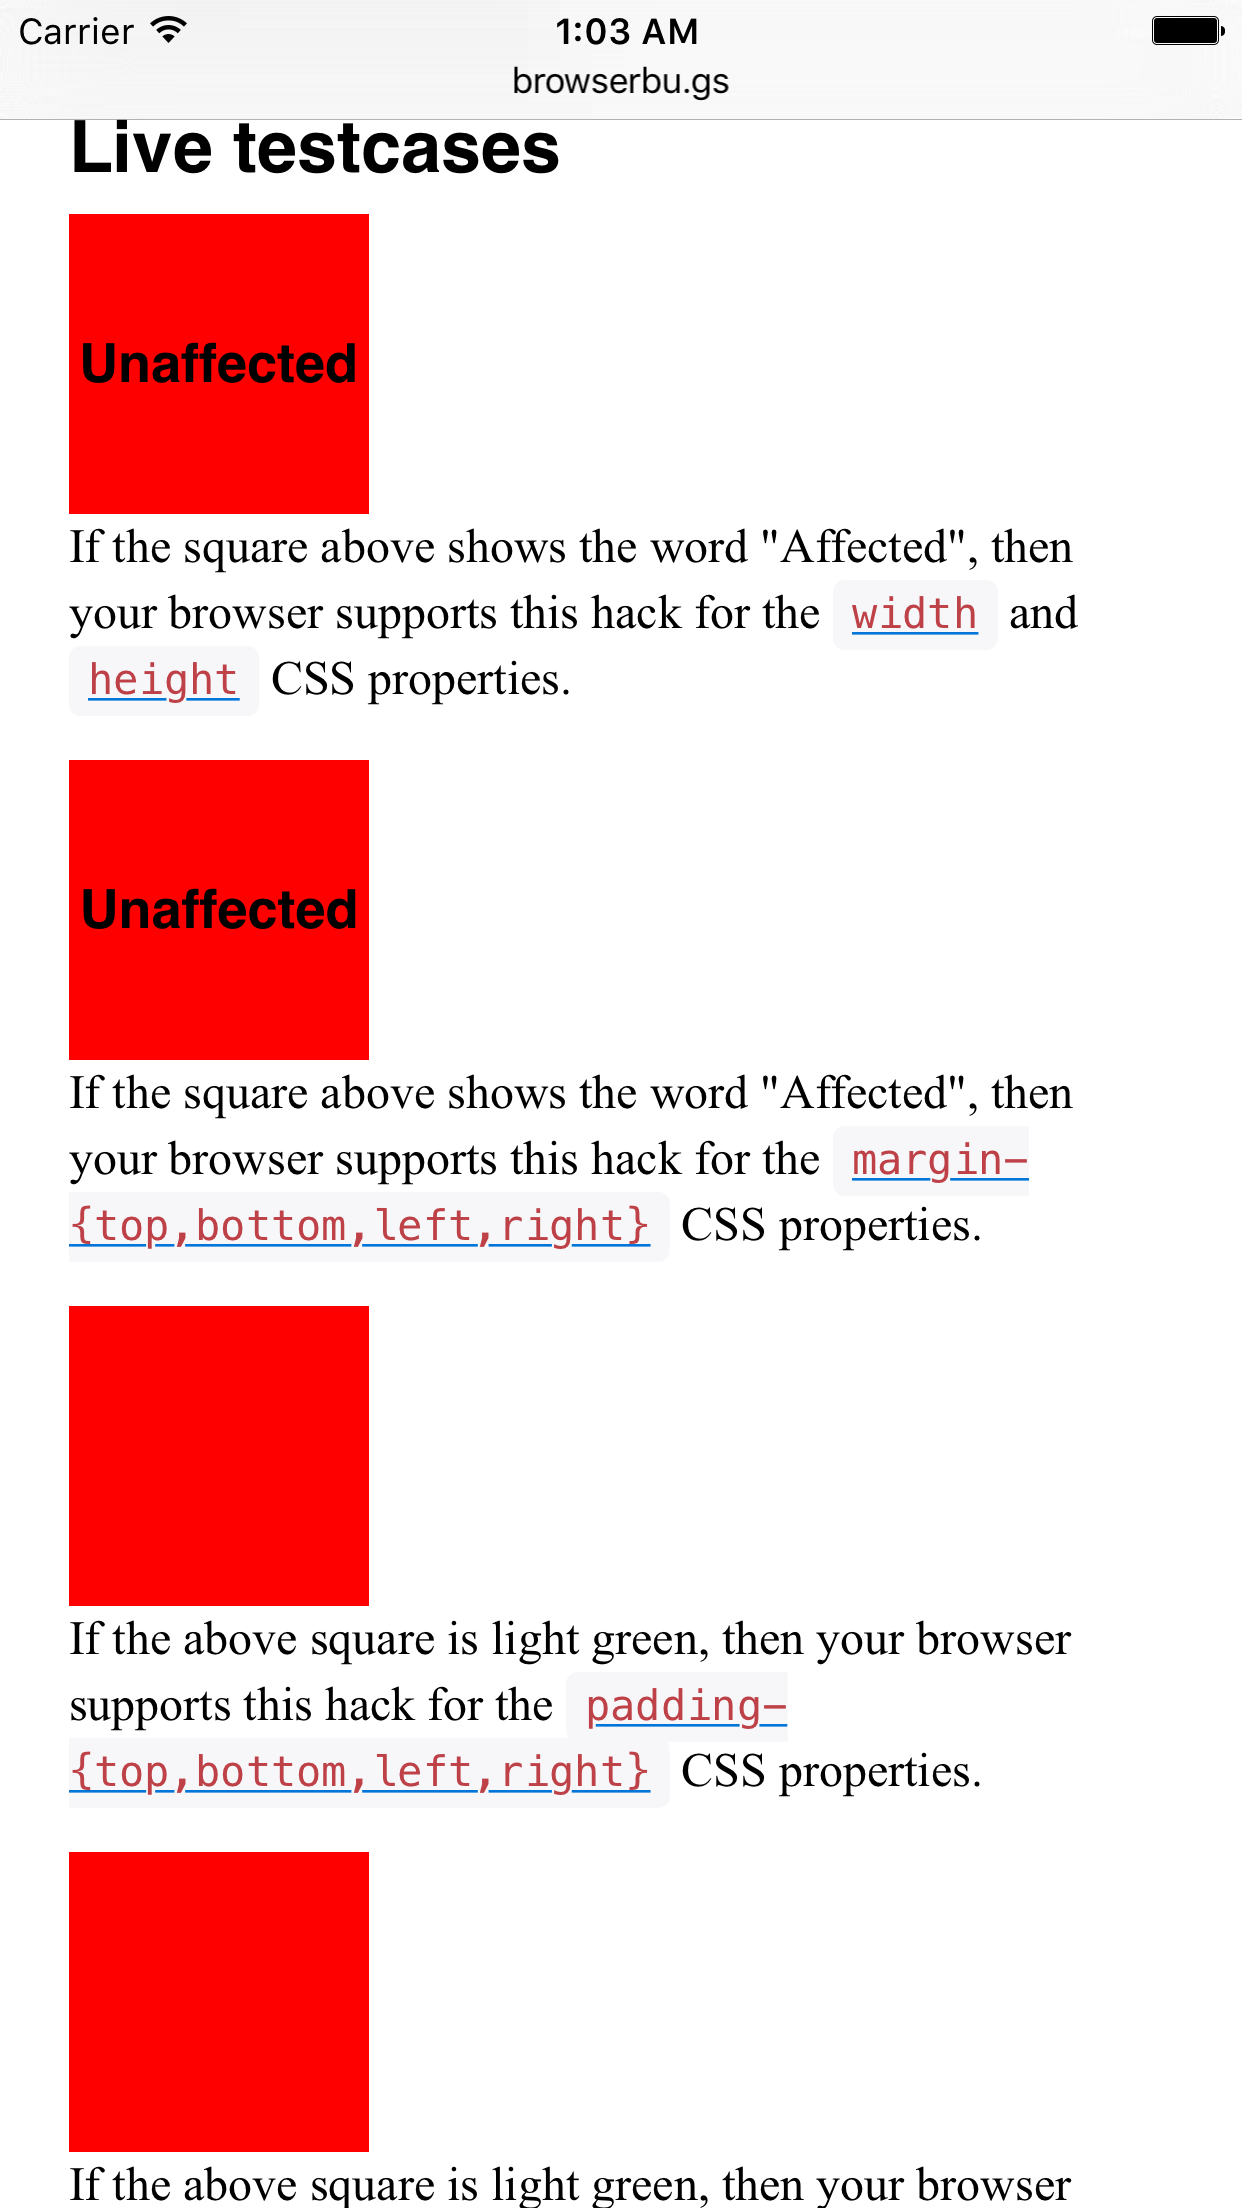 Carrier 1:03 AM
browserbu.gs
Live testcases
Unaffected
If the square above shows the word "Affected", then
your browser supports this hack for the width and
height CSS properties.
Unaffected
If the square above shows the word "Affected", then
your browser supports this hack for the margin-
{top,bottom,left,right} CSS properties.
If the above square is light green, then your browser
supports this hack for the padding-
{top,bottom,left,right} CSS properties.
If the above square is light green, then your browser